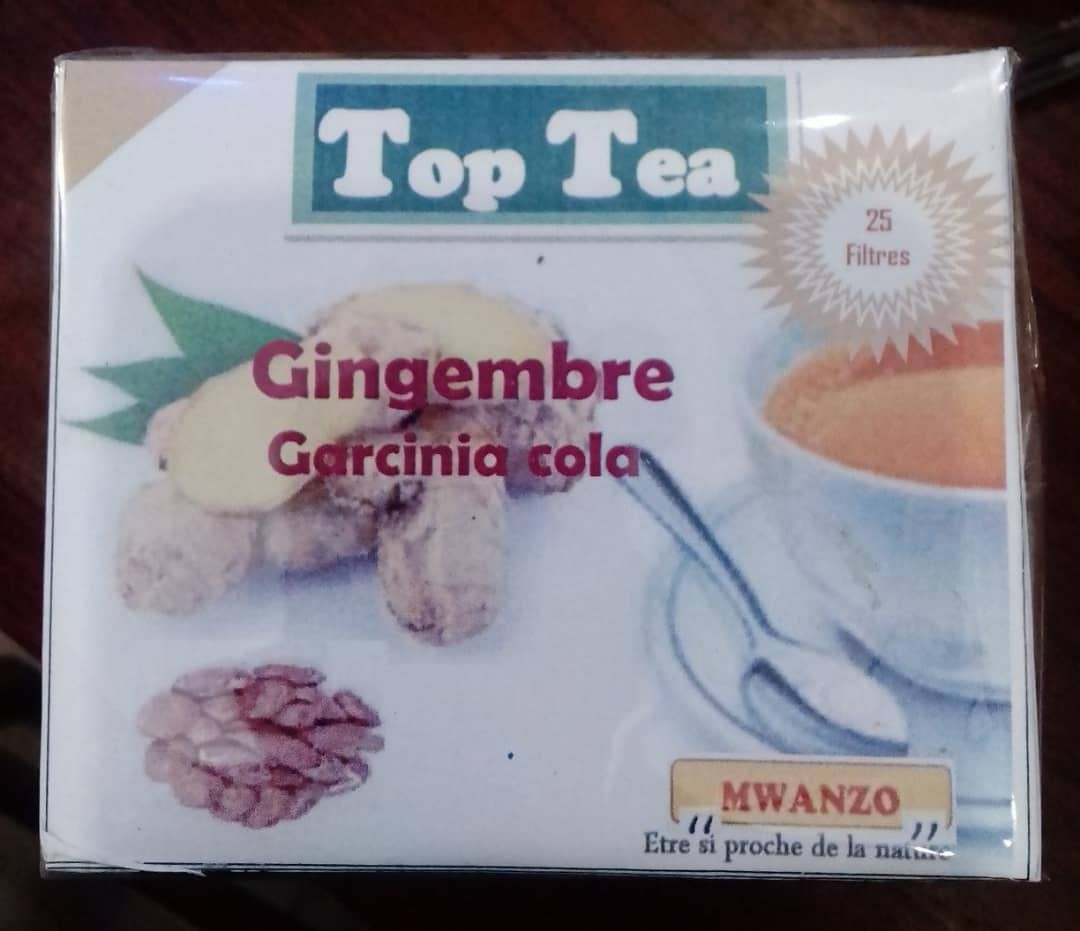 Top Tea
25
Filtres
Gingembre
Garcinia cola
MWANZO
"Etre si proche de la nature"